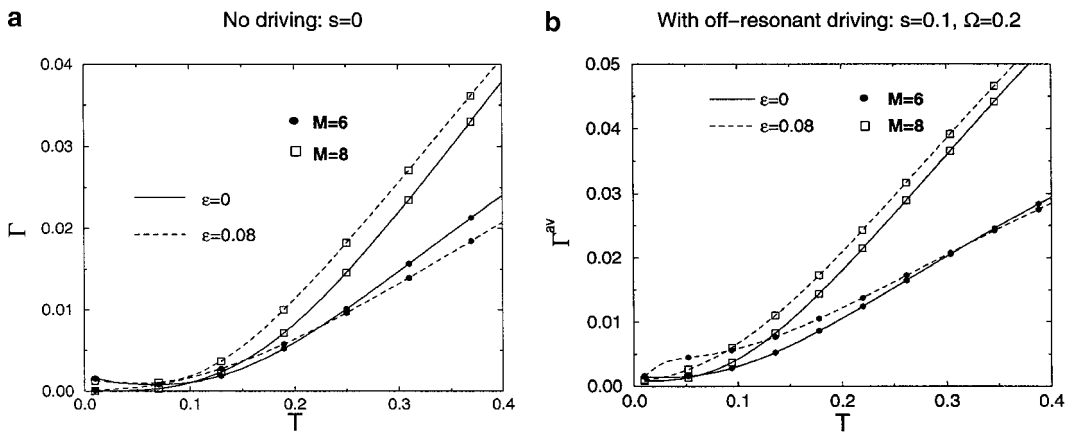 a
No driving: s=0
0.04
0.03
0.02
0.01
0.00
Γ
M=6
M=8
ε=0
ε=0.08
0.0
0.1
0.2
0.3
0.4
T
b
With off-resonant driving: s=0.1, Ω=0.2
0.05
0.04
0.03
0.02
0.01
0.00
Γ^av
ε=0
ε=0.08
M=6
M=8
0.0
0.1
0.2
0.3
0.4
T